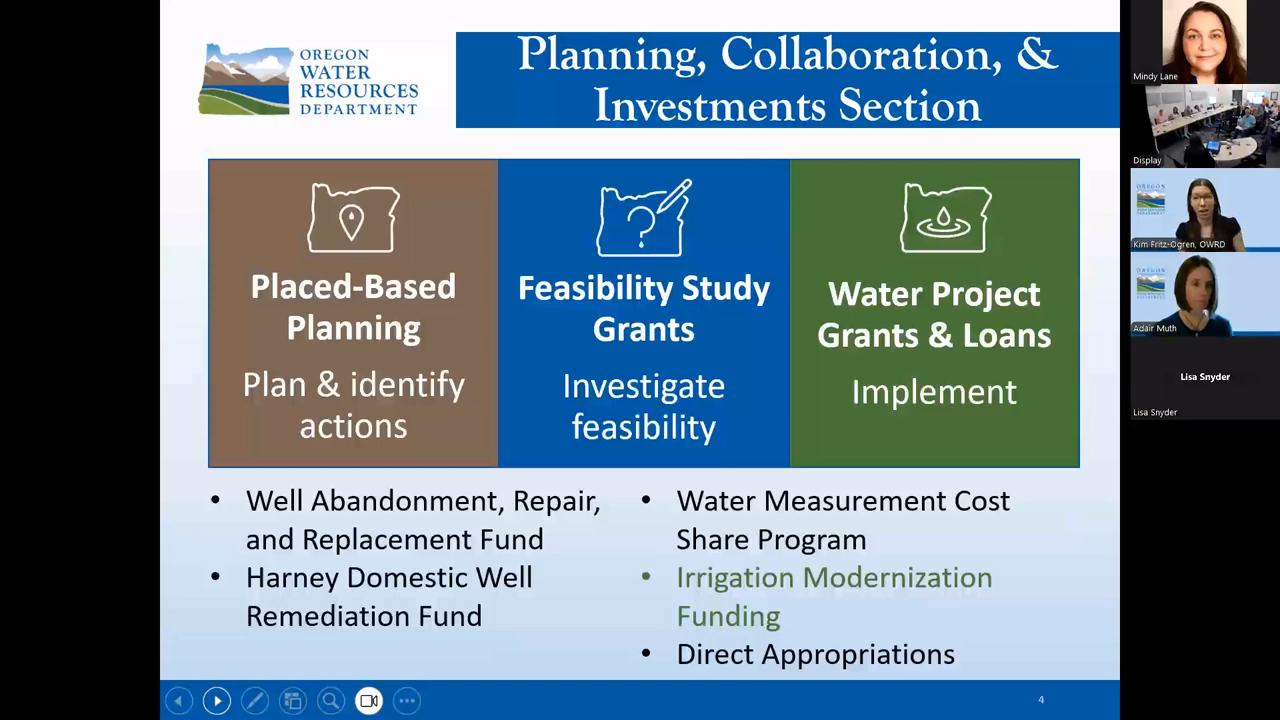 OREGON
WATER
RESOURCES
DEPARTMENT
Planning, Collaboration, &
Investments Section
Placed-Based
Planning
Plan & identify
actions
Feasibility Study
Grants
Investigate
feasibility
Water Project
Grants & Loans
Implement
• Well Abandonment, Repair,
and Replacement Fund
• Harney Domestic Well
Remediation Fund
• Water Measurement Cost
Share Program
• Irrigation Modernization
Funding
• Direct Appropriations
4
Mindy Lane
Display
Kim Fritz-Ogren, OWRD
Adair Muth
Lisa Snyder
Lisa Snyder